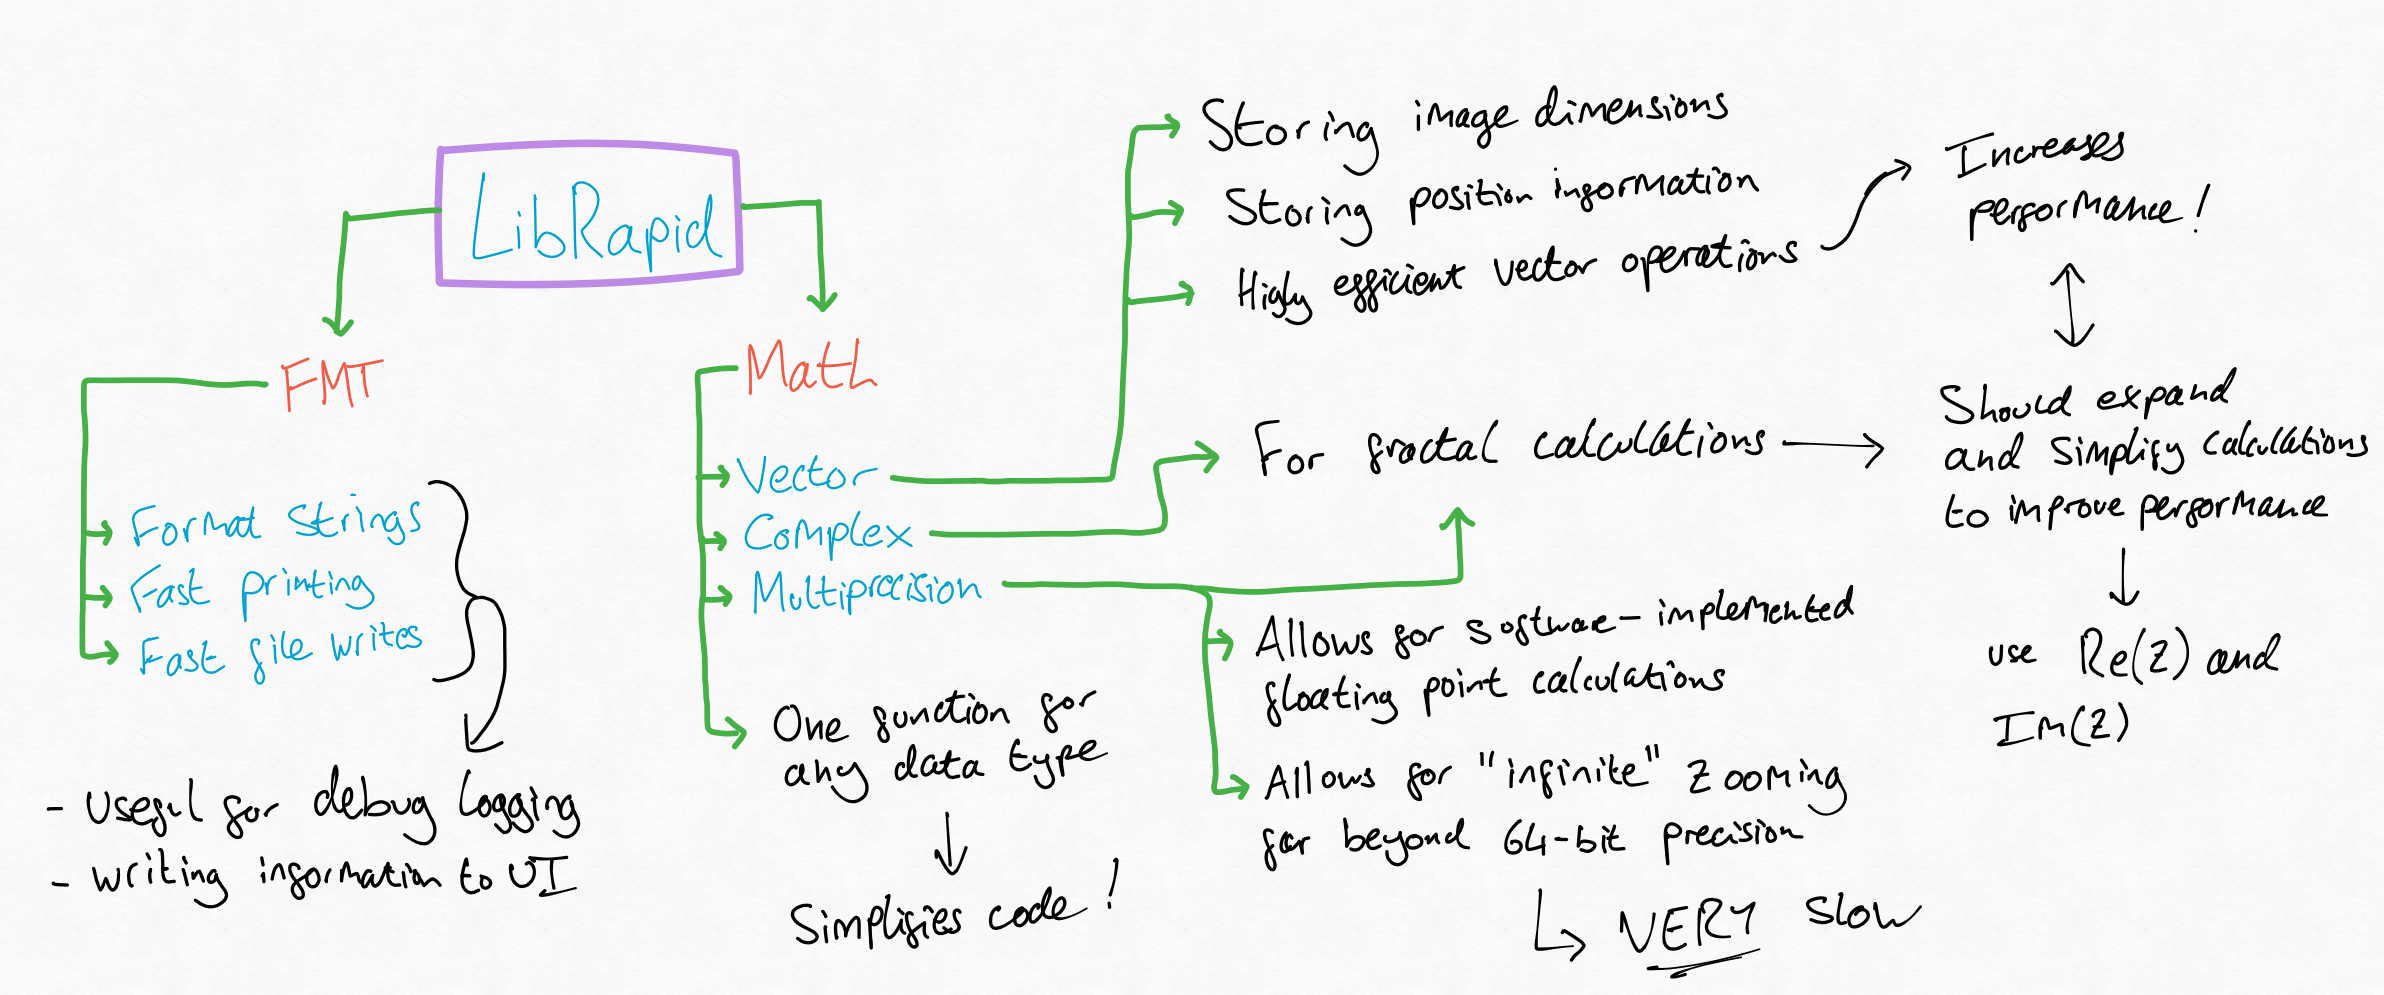 LibRapid
FMT
Format Strings
Fast printing
Fast file writes
- Useful for debug logging
- writing information to UI
Math
Vector
Complex
Multiprecision
One function for
any data type
Simplifies code!
Storing image dimensions
Storing position information
Higly efficient vector operations
Increases
performance!
For fractal calculations
Should expand
and simplify calculations
to improve performance
use Re(z) and
Im(z)
Allows for software-implemented
floating point calculations
Allows for "infinite" zooming
far beyond 64-bit precision
VERY slow